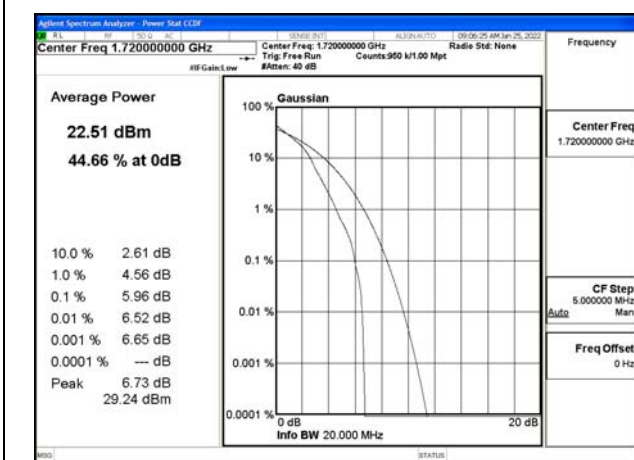 Agilent Spectrum Analyzer - Power Stat CCDF
RL RF 50 Ω AC SENSE:INT ALIGN AUTO 09:06:25 AM Jan 25, 2022
Center Freq 1.720000000 GHz
Center Freq: 1.720000000 GHz Radio Std: None
Trig: Free Run Counts:950 k/1.00 Mpt
#IFGain:Low #Atten: 40 dB
Frequency
Average Power
22.51 dBm
44.66 % at 0dB
10.0 % 2.61 dB
1.0 % 4.56 dB
0.1 % 5.96 dB
0.01 % 6.52 dB
0.001 % 6.65 dB
0.0001 % --- dB
Peak 6.73 dB
29.24 dBm
Gaussian
100 %
10 %
1 %
0.1 %
0.01 %
0.001 %
0.0001 %
0 dB 20 dB
Info BW 20.000 MHz
Center Freq
1.720000000 GHz
CF Step
5.000000 MHz
Auto Man
Freq Offset
0 Hz
MSG STATUS